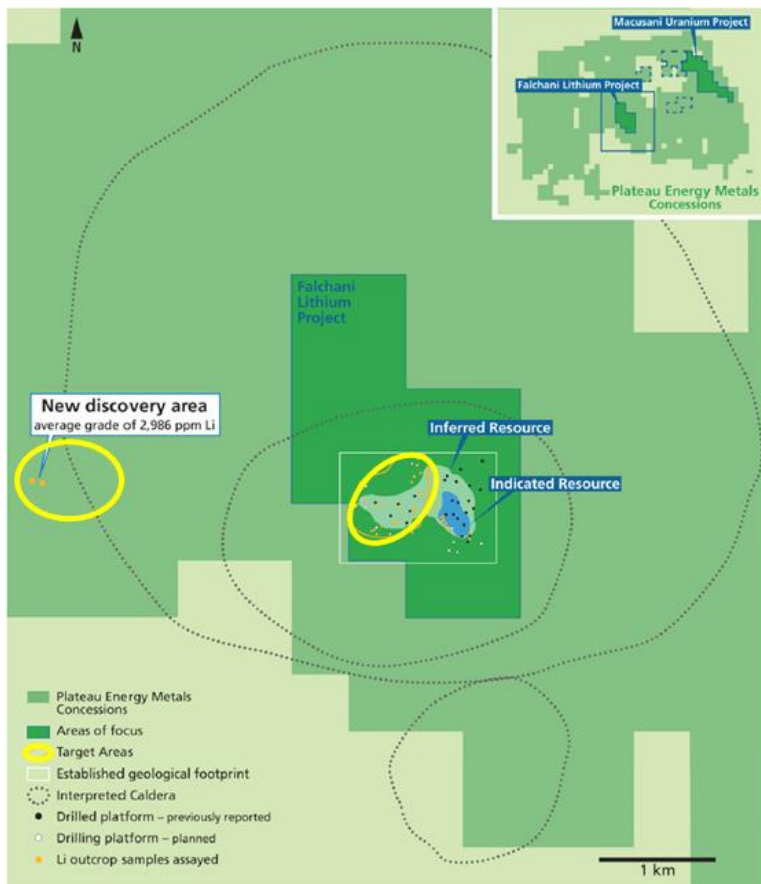 N
Macusani Uranium Project
Falchani Lithium Project
Plateau Energy Metals
Concessions
Falchani
Lithium
Project
New discovery area
average grade of 2,986 ppm Li
Inferred Resource
Indicated Resource
Plateau Energy Metals
Concessions
Areas of focus
Target Areas
Established geological footprint
Interpreted Caldera
Drilled platform – previously reported
Drilling platform – planned
Li outcrop samples assayed
1 km